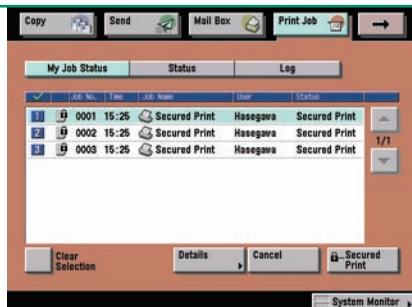 Copy Send Mail Box Print Job
My Job Status Status Log
Job No. Time Job Name User Status
1 0001 15:25 Secured Print Hasegawa Secured Print
2 0002 15:25 Secured Print Hasegawa Secured Print
3 0003 15:25 Secured Print Hasegawa Secured Print
1/1
Clear Selection Details Cancel Secured Print
System Monitor